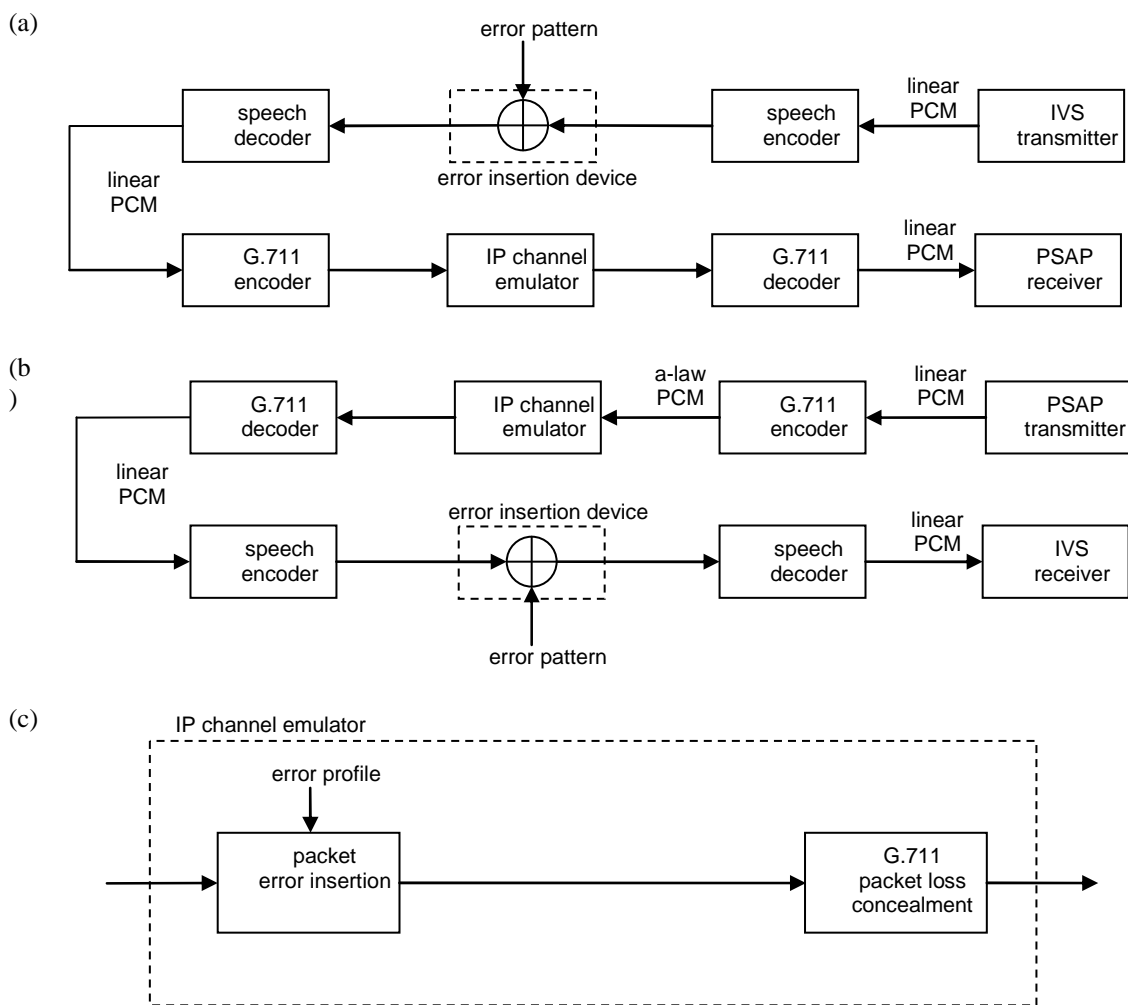 (a)
error pattern
speech
decoder
error insertion device
speech
encoder
linear
PCM
IVS
transmitter
linear
PCM
G.711
encoder
IP channel
emulator
G.711
decoder
linear
PCM
PSAP
receiver
(b
)
G.711
decoder
IP channel
emulator
a-law
PCM
G.711
encoder
linear
PCM
PSAP
transmitter
linear
PCM
speech
encoder
error insertion device
error pattern
speech
decoder
linear
PCM
IVS
receiver
(c)
IP channel emulator
error profile
packet
error insertion
G.711
packet loss
concealment